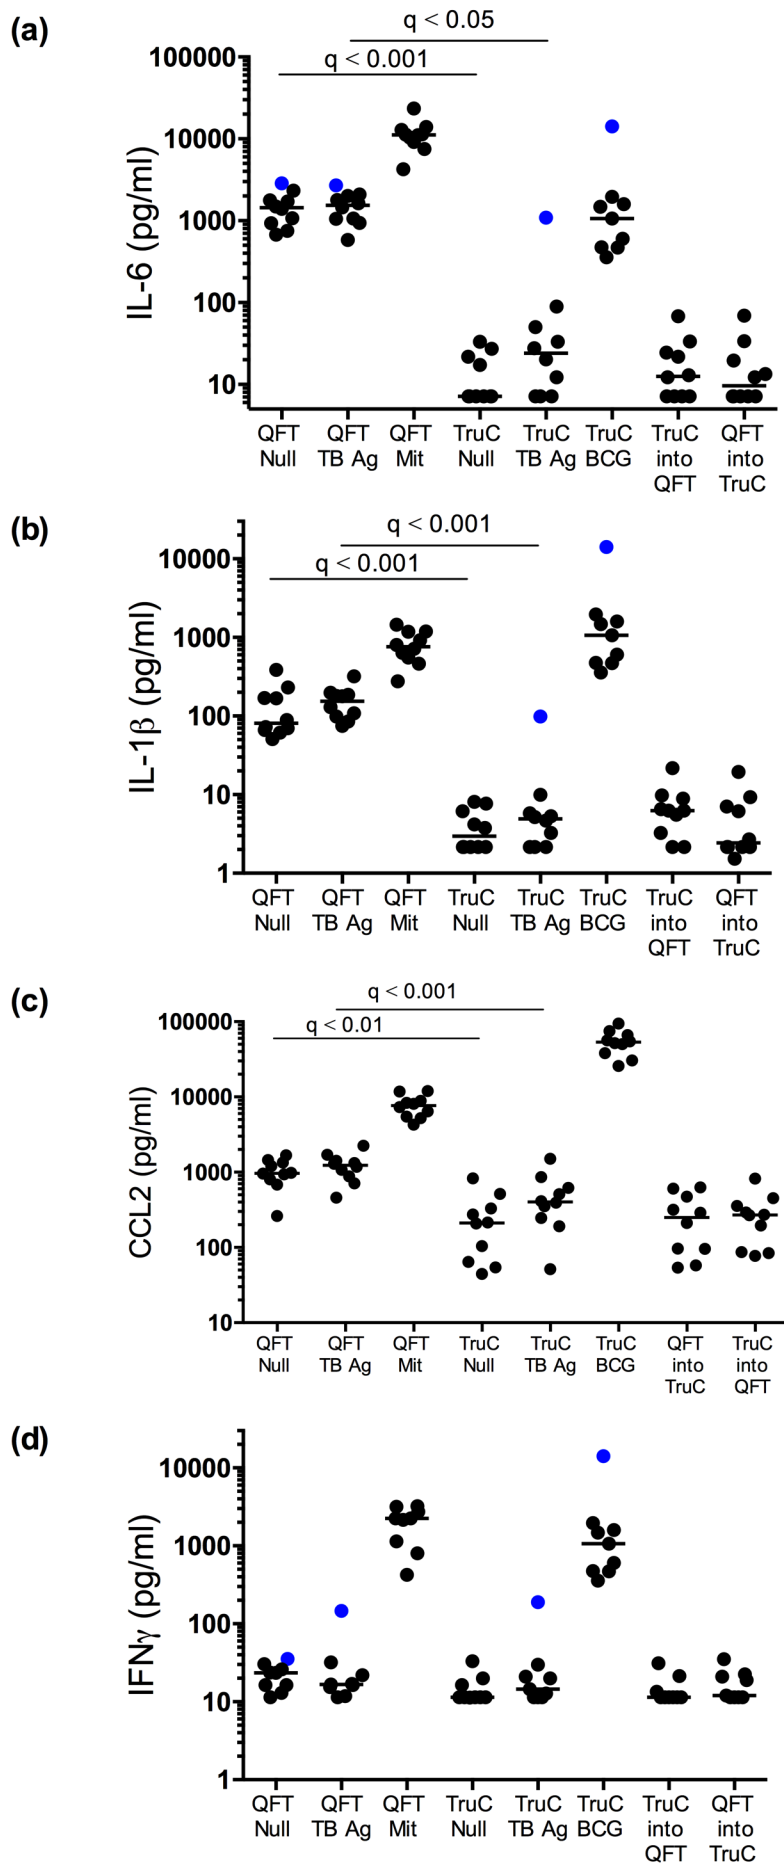 (a)
q < 0.05
q < 0.001
100000
10000
1000
100
10
IL-6 (pg/ml)
QFT Null
QFT TB Ag
QFT Mit
TruC Null
TruC TB Ag
TruC BCG
TruC into QFT
QFT into TruC
(b)
q < 0.001
q < 0.001
10000
1000
100
10
1
IL-1β (pg/ml)
QFT Null
QFT TB Ag
QFT Mit
TruC Null
TruC TB Ag
TruC BCG
TruC into QFT
QFT into TruC
(c)
q < 0.001
q < 0.01
100000
10000
1000
100
10
CCL2 (pg/ml)
QFT Null
QFT TB Ag
QFT Mit
TruC Null
TruC TB Ag
TruC BCG
QFT into TruC
TruC into QFT
(d)
10000
1000
100
10
1
IFNγ (pg/ml)
QFT Null
QFT TB Ag
QFT Mit
TruC Null
TruC TB Ag
TruC BCG
TruC into QFT
QFT into TruC